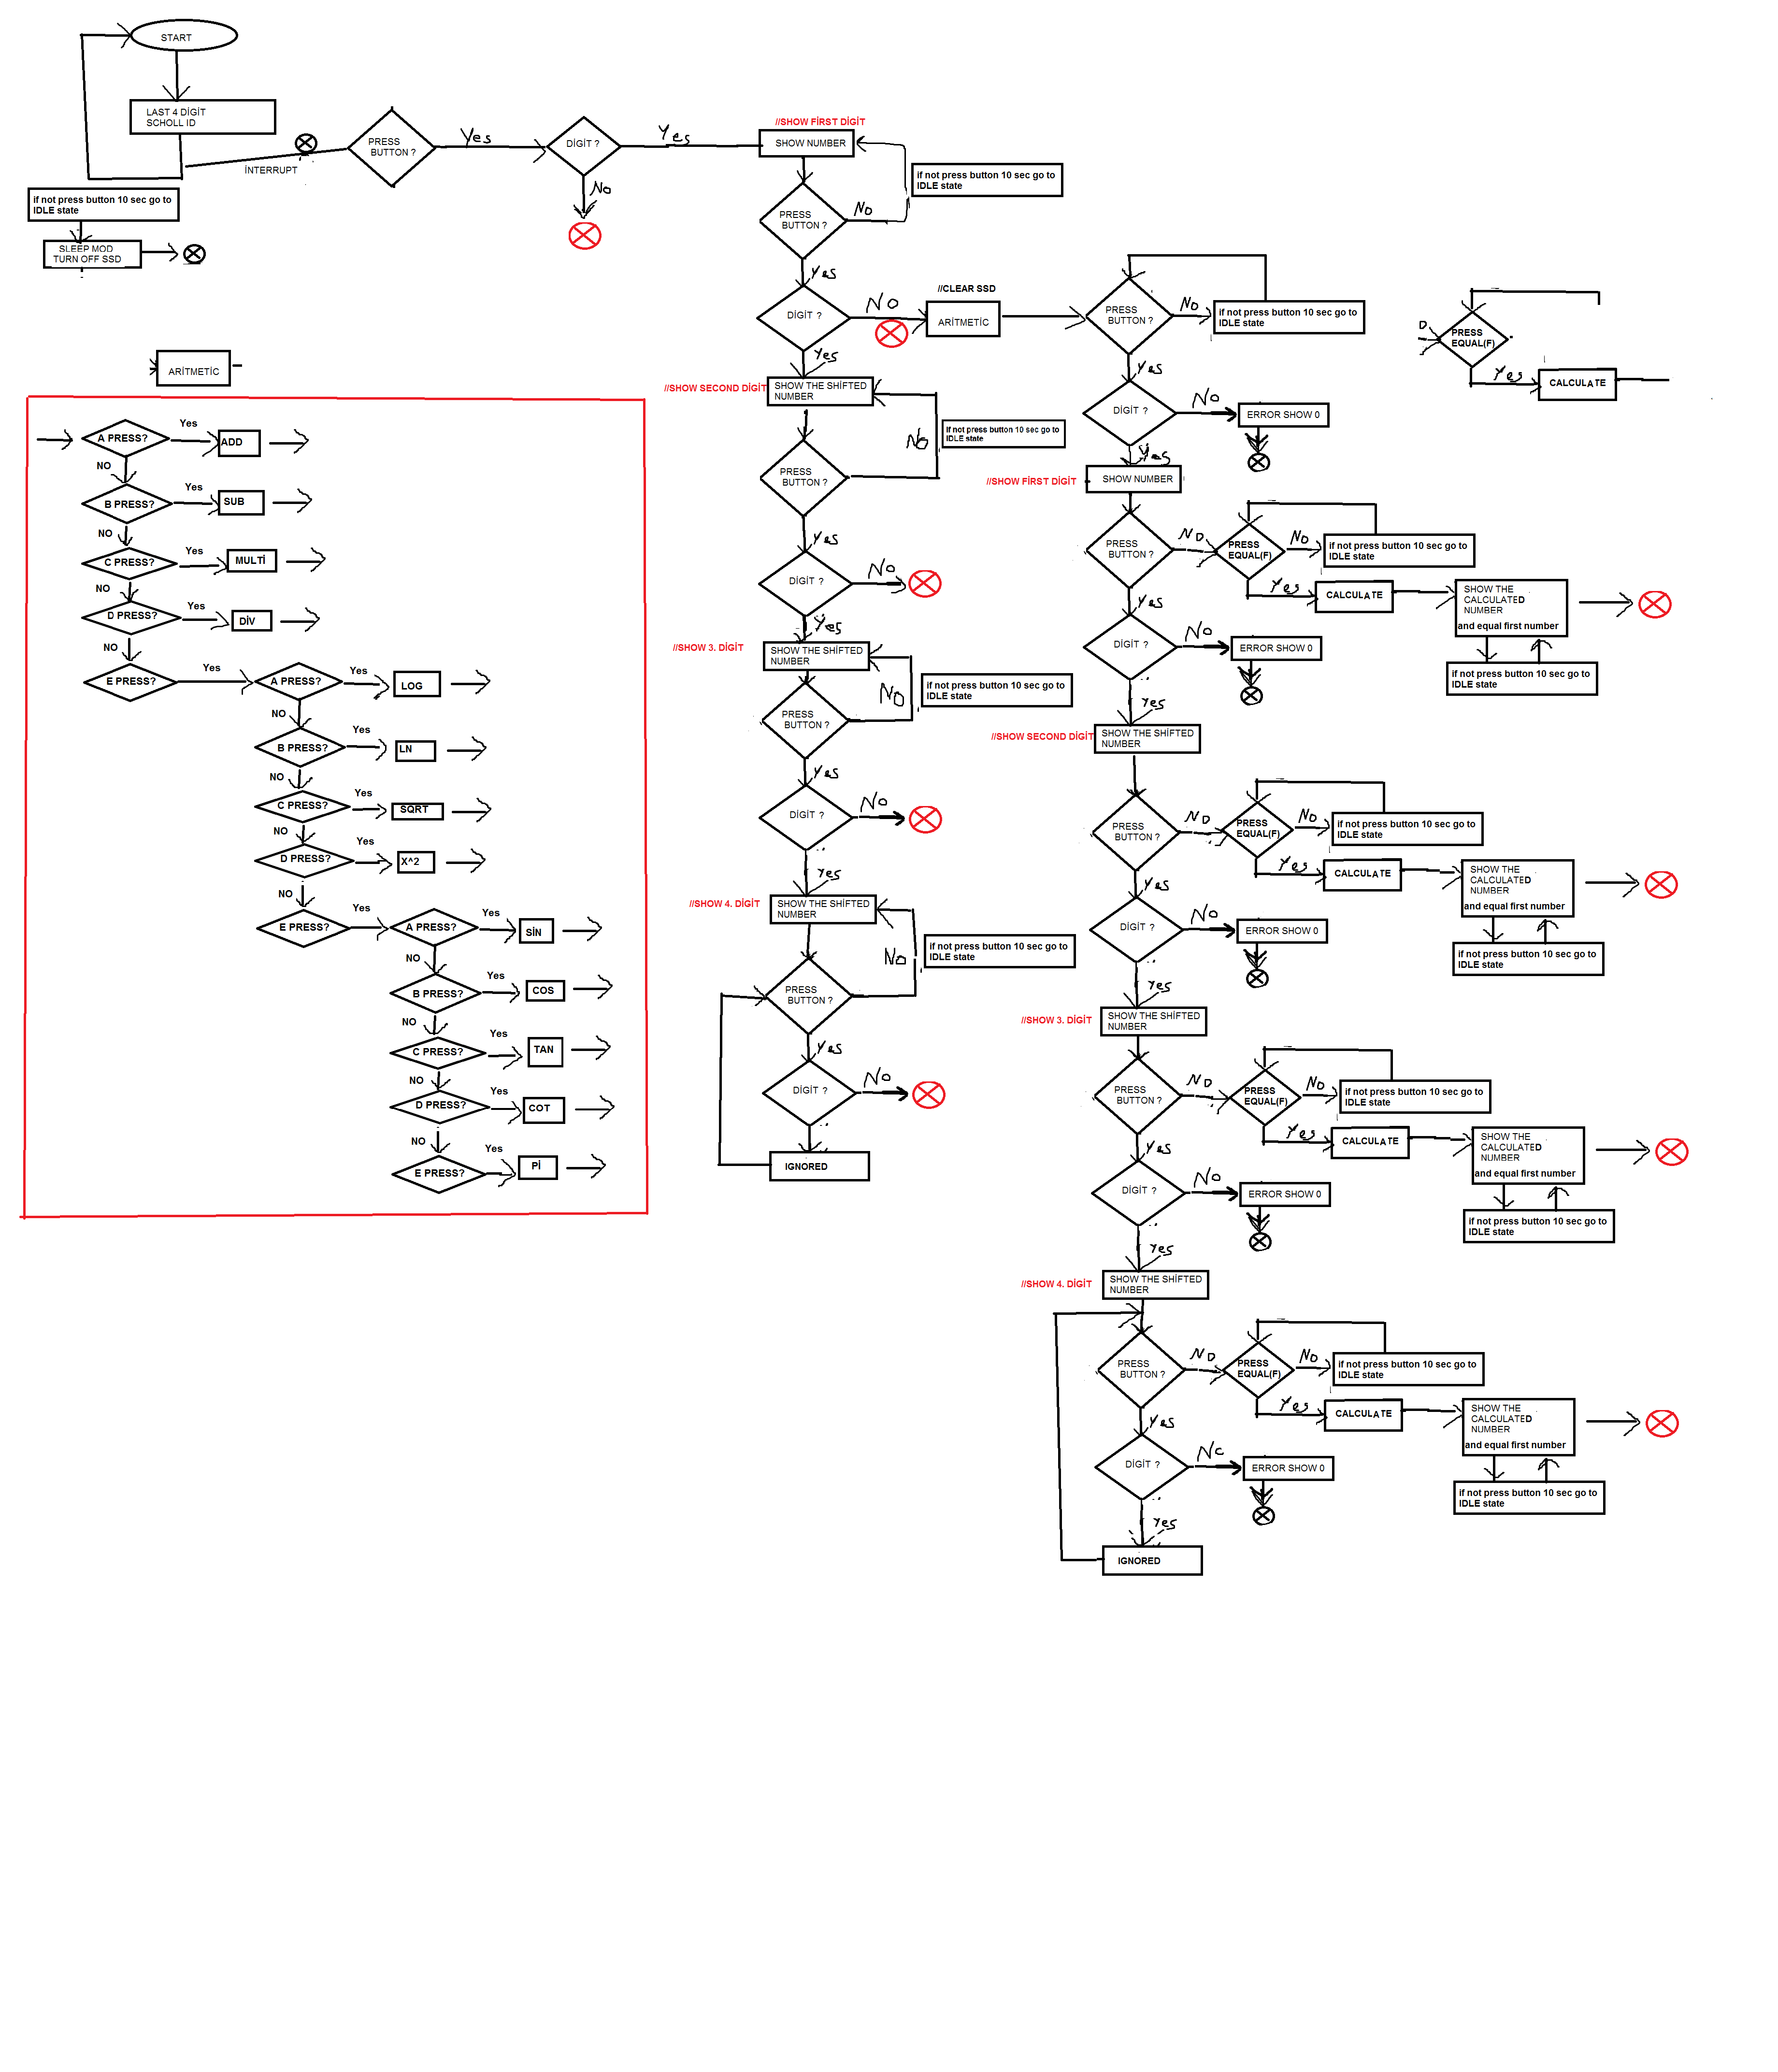 START
LAST 4 DİGİT
SCHOLL ID
İNTERRUPT
if not press button 10 sec go to
IDLE state
SLEEP MOD
TURN OFF SSD
PRESS
BUTTON ?
Yes
DİGİT ?
No
Yes
//SHOW FİRST DİGİT
SHOW NUMBER
if not press button 10 sec go to
IDLE state
PRESS
BUTTON ?
No
Yes
DİGİT ?
No
Yes
//CLEAR SSD
ARİTMETİC
//SHOW SECOND DİGİT
SHOW THE SHİFTED
NUMBER
if not press button 10 sec go to
IDLE state
PRESS
BUTTON ?
No
Yes
DİGİT ?
No
Yes
//SHOW 3. DİGİT
SHOW THE SHİFTED
NUMBER
if not press button 10 sec go to
IDLE state
PRESS
BUTTON ?
No
Yes
DİGİT ?
No
Yes
//SHOW 4. DİGİT
SHOW THE SHİFTED
NUMBER
if not press button 10 sec go to
IDLE state
PRESS
BUTTON ?
No
Yes
DİGİT ?
No
IGNORED
PRESS
BUTTON ?
No
if not press button 10 sec go to
IDLE state
Yes
DİGİT ?
No
ERROR SHOW 0
Yes
//SHOW FİRST DİGİT
SHOW NUMBER
PRESS
BUTTON ?
NO
PRESS
EQUAL(F)
No
if not press button 10 sec go to
IDLE state
Yes
CALCULATE
SHOW THE
CALCULATED
NUMBER
and equal first number
if not press button 10 sec go to
IDLE state
Yes
DİGİT ?
No
ERROR SHOW 0
Yes
//SHOW SECOND DİGİT
SHOW THE SHİFTED
NUMBER
PRESS
BUTTON ?
NO
PRESS
EQUAL(F)
No
if not press button 10 sec go to
IDLE state
Yes
CALCULATE
SHOW THE
CALCULATED
NUMBER
and equal first number
if not press button 10 sec go to
IDLE state
Yes
DİGİT ?
No
ERROR SHOW 0
Yes
//SHOW 3. DİGİT
SHOW THE SHİFTED
NUMBER
PRESS
BUTTON ?
NO
PRESS
EQUAL(F)
No
if not press button 10 sec go to
IDLE state
Yes
CALCULATE
SHOW THE
CALCULATED
NUMBER
and equal first number
if not press button 10 sec go to
IDLE state
Yes
DİGİT ?
No
ERROR SHOW 0
Yes
//SHOW 4. DİGİT
SHOW THE SHİFTED
NUMBER
PRESS
BUTTON ?
NO
PRESS
EQUAL(F)
No
if not press button 10 sec go to
IDLE state
Yes
CALCULATE
SHOW THE
CALCULATED
NUMBER
and equal first number
if not press button 10 sec go to
IDLE state
Yes
DİGİT ?
No
ERROR SHOW 0
Yes
IGNORED
D
PRESS
EQUAL(F)
Yes
CALCULATE
ARİTMETİC
A PRESS?
Yes
ADD
NO
B PRESS?
Yes
SUB
NO
C PRESS?
Yes
MULTİ
NO
D PRESS?
Yes
DİV
NO
E PRESS?
Yes
A PRESS?
Yes
LOG
NO
B PRESS?
Yes
LN
NO
C PRESS?
Yes
SQRT
NO
D PRESS?
Yes
X^2
NO
E PRESS?
Yes
A PRESS?
Yes
SİN
NO
B PRESS?
Yes
COS
NO
C PRESS?
Yes
TAN
NO
D PRESS?
Yes
COT
NO
E PRESS?
Yes
Pİ